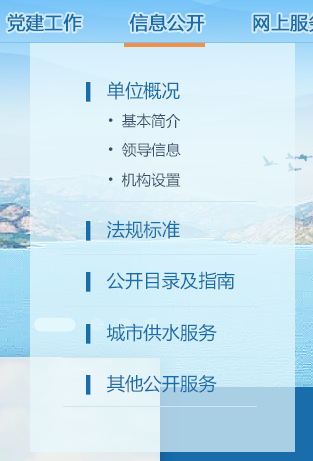 党建工作 信息公开 网上服务
单位概况
• 基本简介
• 领导信息
• 机构设置
法规标准
公开目录及指南
城市供水服务
其他公开服务